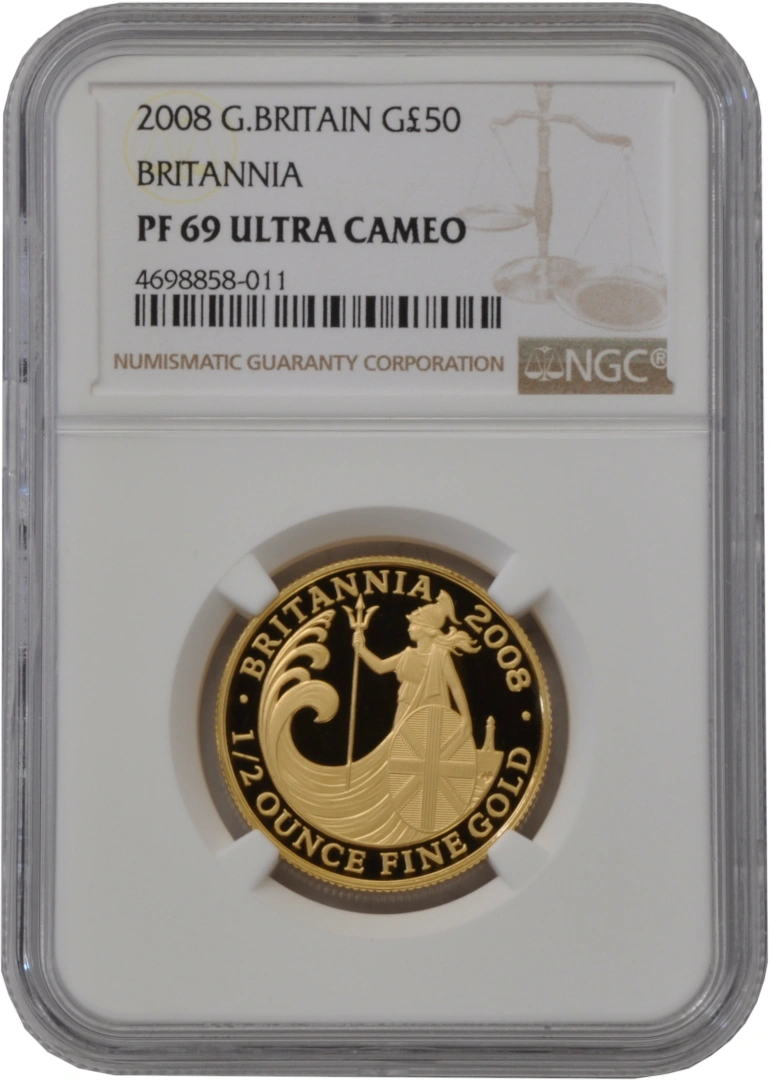 2008 G.BRITAIN G£50
BRITANNIA
PF 69 ULTRA CAMEO
4698858-011
NUMISMATIC GUARANTY CORPORATION
NGC®
BRITANNIA 2008
· 1/2 OUNCE FINE GOLD ·